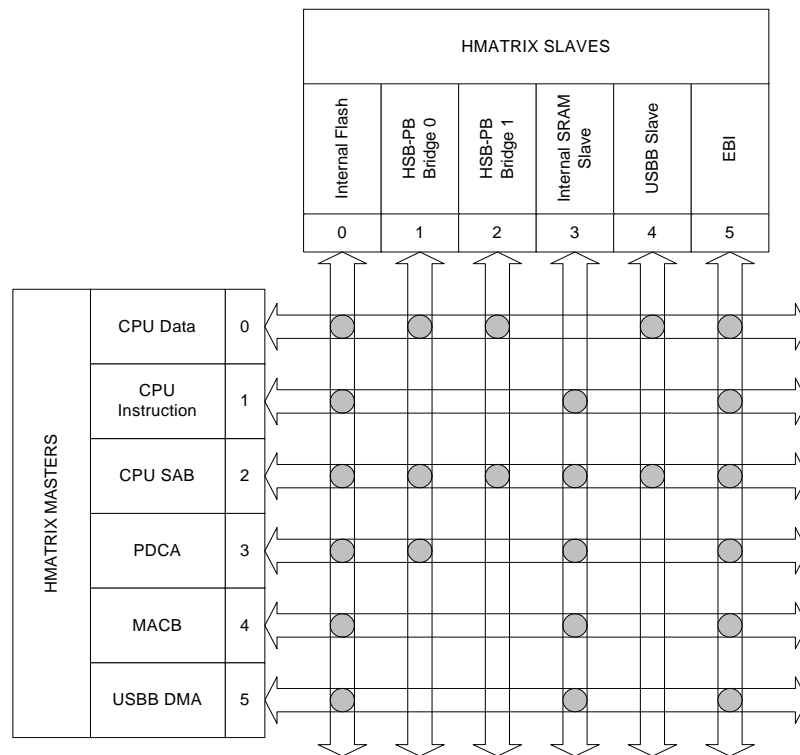 HMATRIX SLAVES
Internal Flash
HSB-PB
Bridge 0
HSB-PB
Bridge 1
Internal SRAM
Slave
USBB Slave
EBI
0
1
2
3
4
5
HMATRIX MASTERS
CPU Data
0
CPU
Instruction
1
CPU SAB
2
PDCA
3
MACB
4
USBB DMA
5